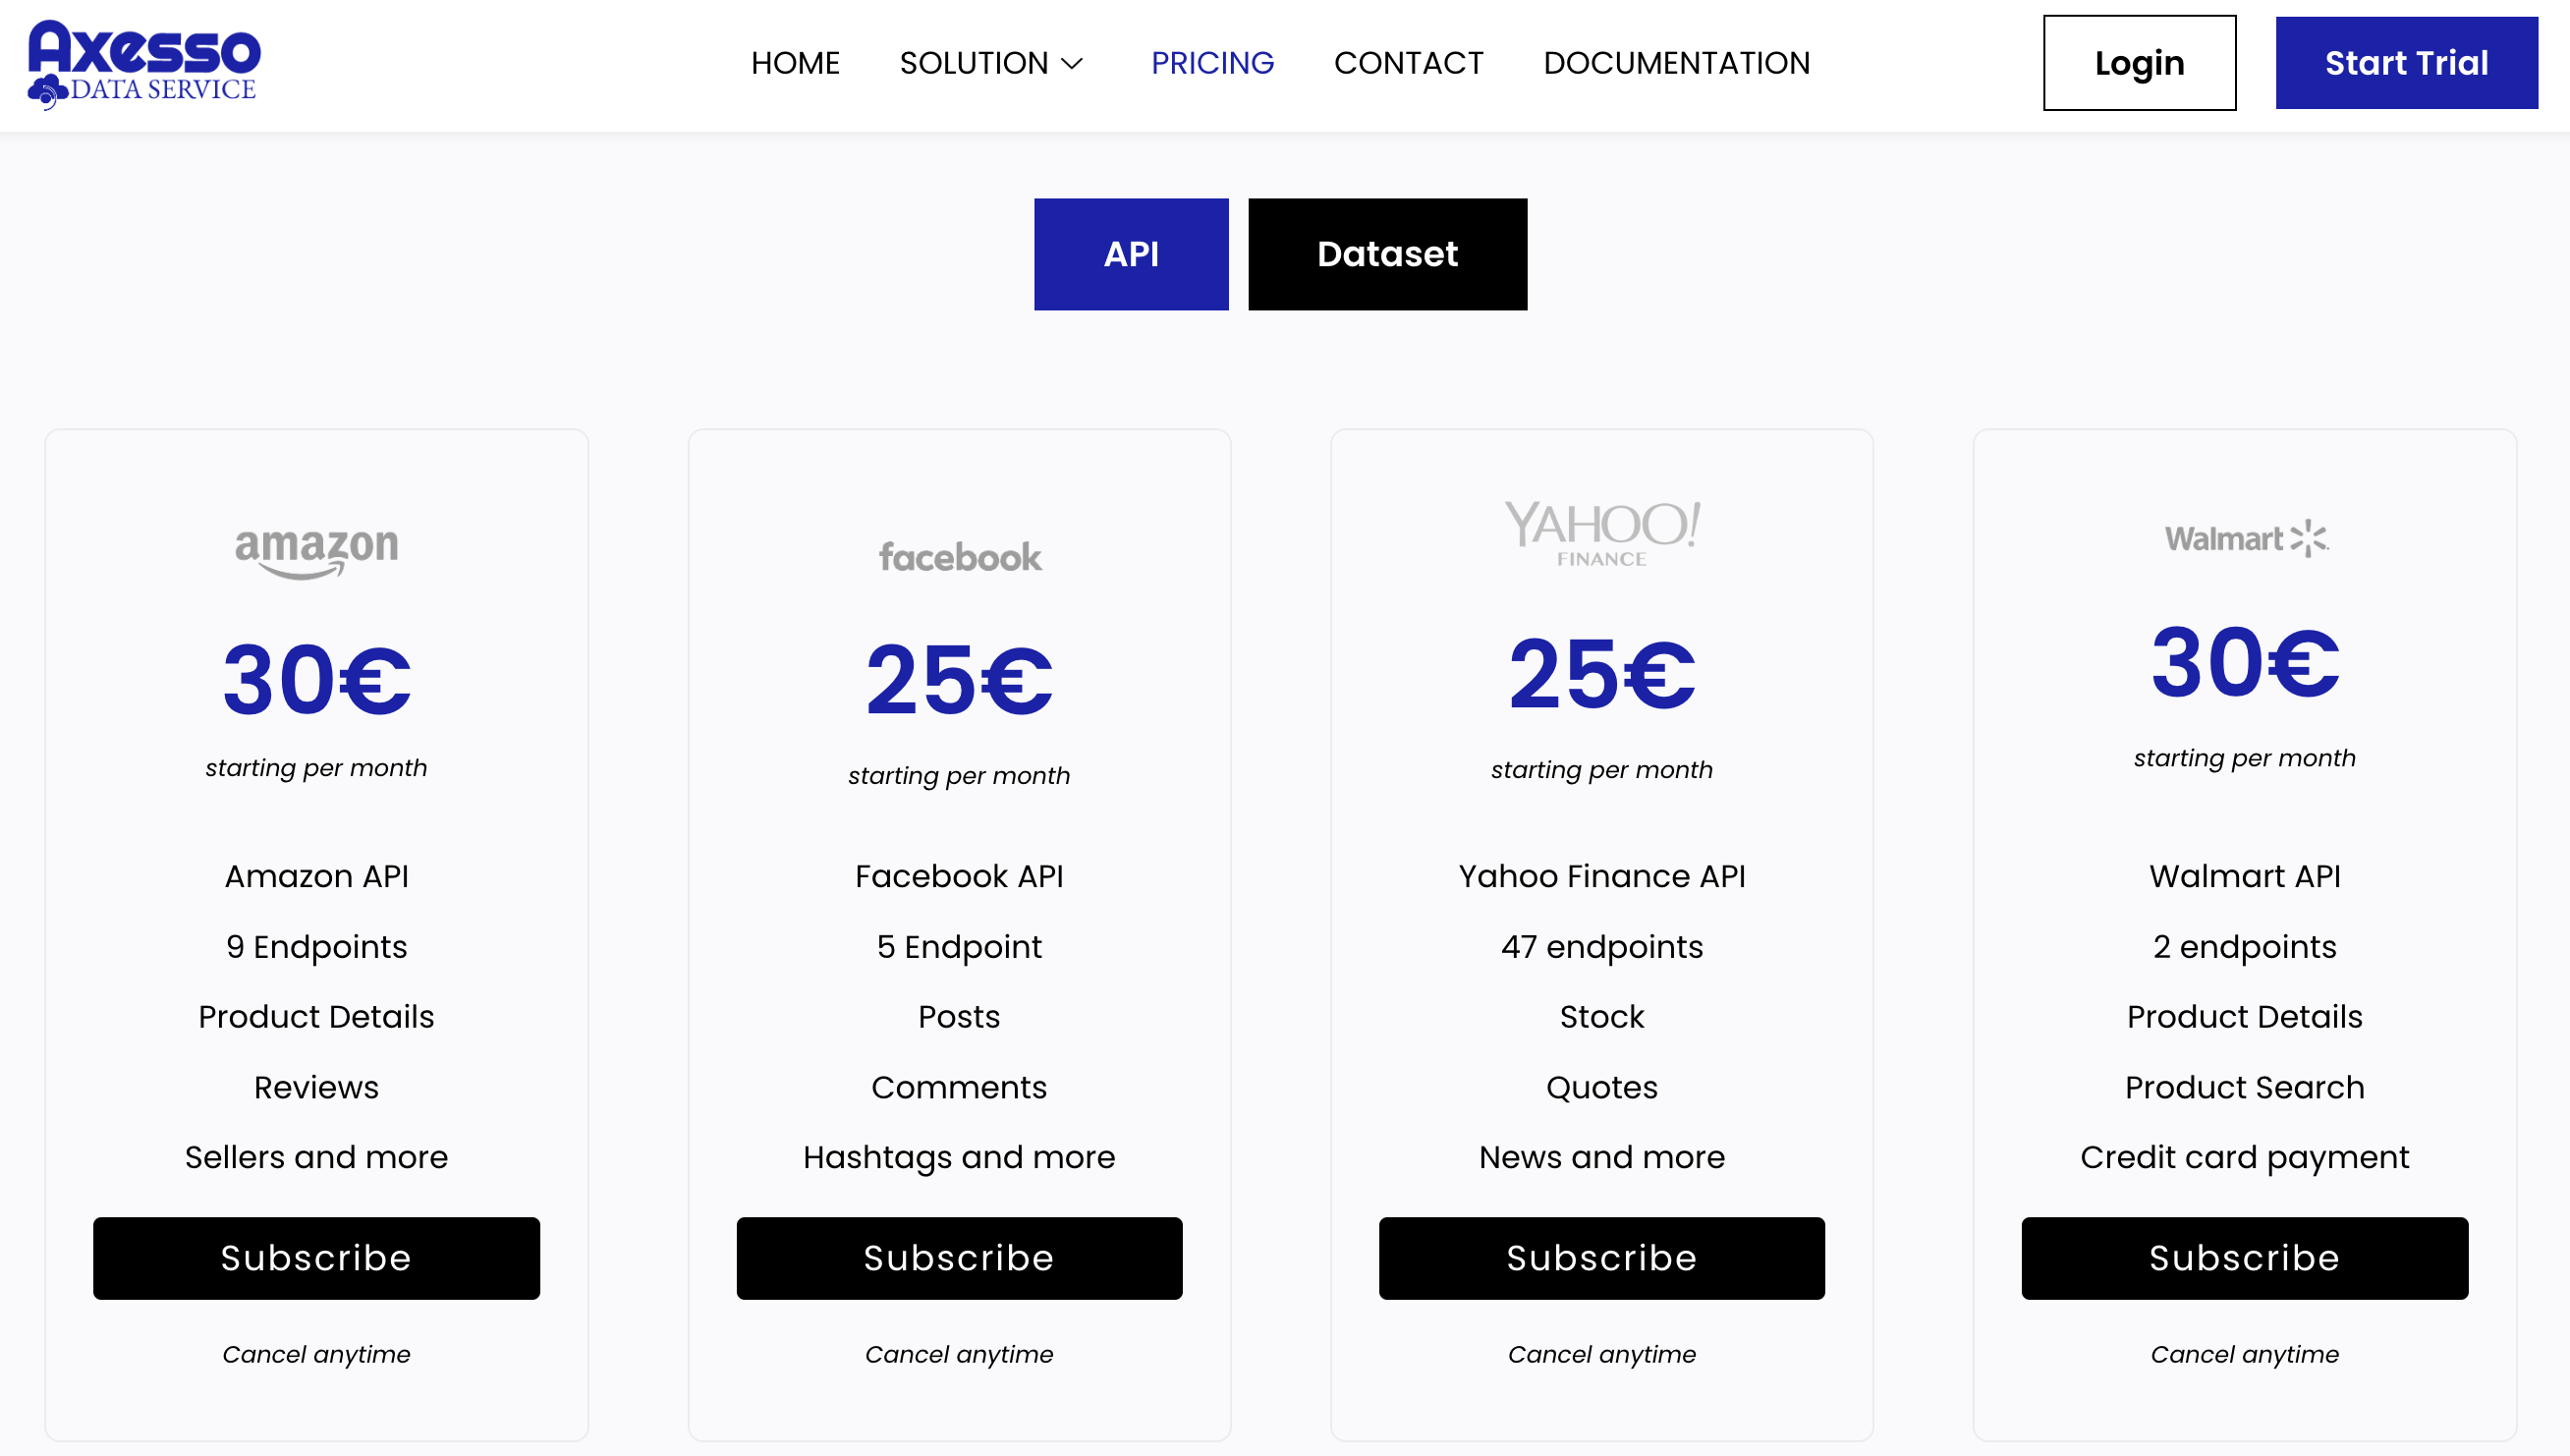 Axesso
DATA SERVICE
HOME
SOLUTION
PRICING
CONTACT
DOCUMENTATION
Login
Start Trial
API
Dataset
amazon
30€
starting per month
Amazon API
9 Endpoints
Product Details
Reviews
Sellers and more
Subscribe
Cancel anytime
facebook
25€
starting per month
Facebook API
5 Endpoint
Posts
Comments
Hashtags and more
Subscribe
Cancel anytime
YAHOO!
FINANCE
25€
starting per month
Yahoo Finance API
47 endpoints
Stock
Quotes
News and more
Subscribe
Cancel anytime
Walmart
30€
starting per month
Walmart API
2 endpoints
Product Details
Product Search
Credit card payment
Subscribe
Cancel anytime